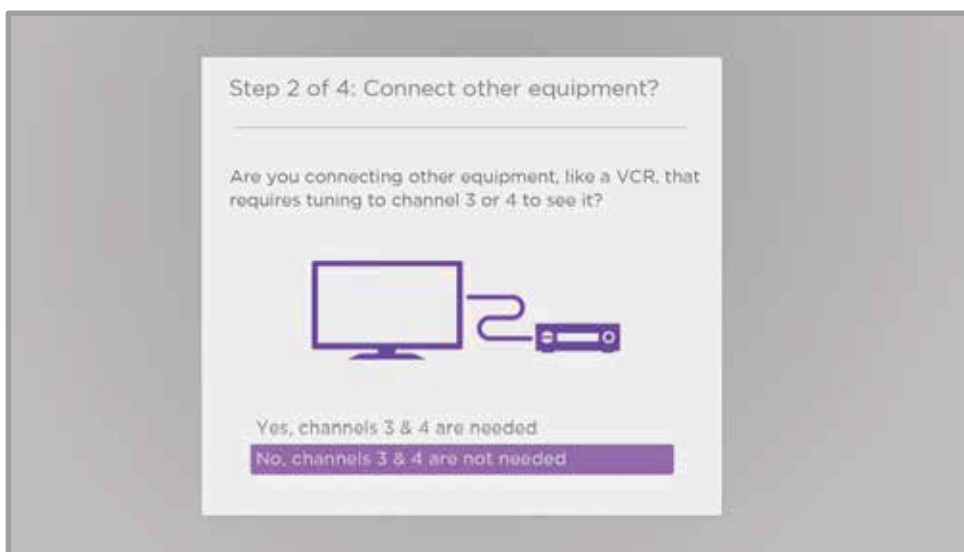 Step 2 of 4: Connect other equipment?
Are you connecting other equipment, like a VCR, that
requires tuning to channel 3 or 4 to see it?
Yes, channels 3 & 4 are needed
No, channels 3 & 4 are not needed